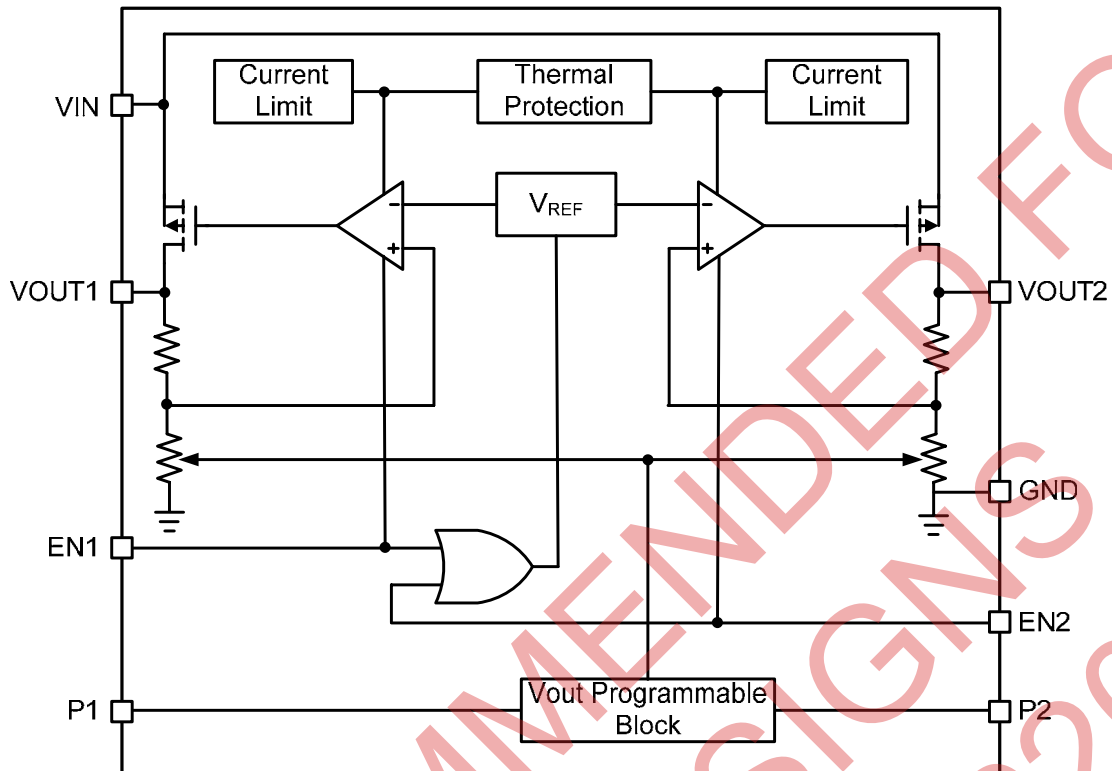 Current
Limit
Thermal
Protection
Current
Limit
VIN
−
VREF
−
+
+
VOUT1
VOUT2
GND
EN1
EN2
P1
Vout Programmable
Block
P2